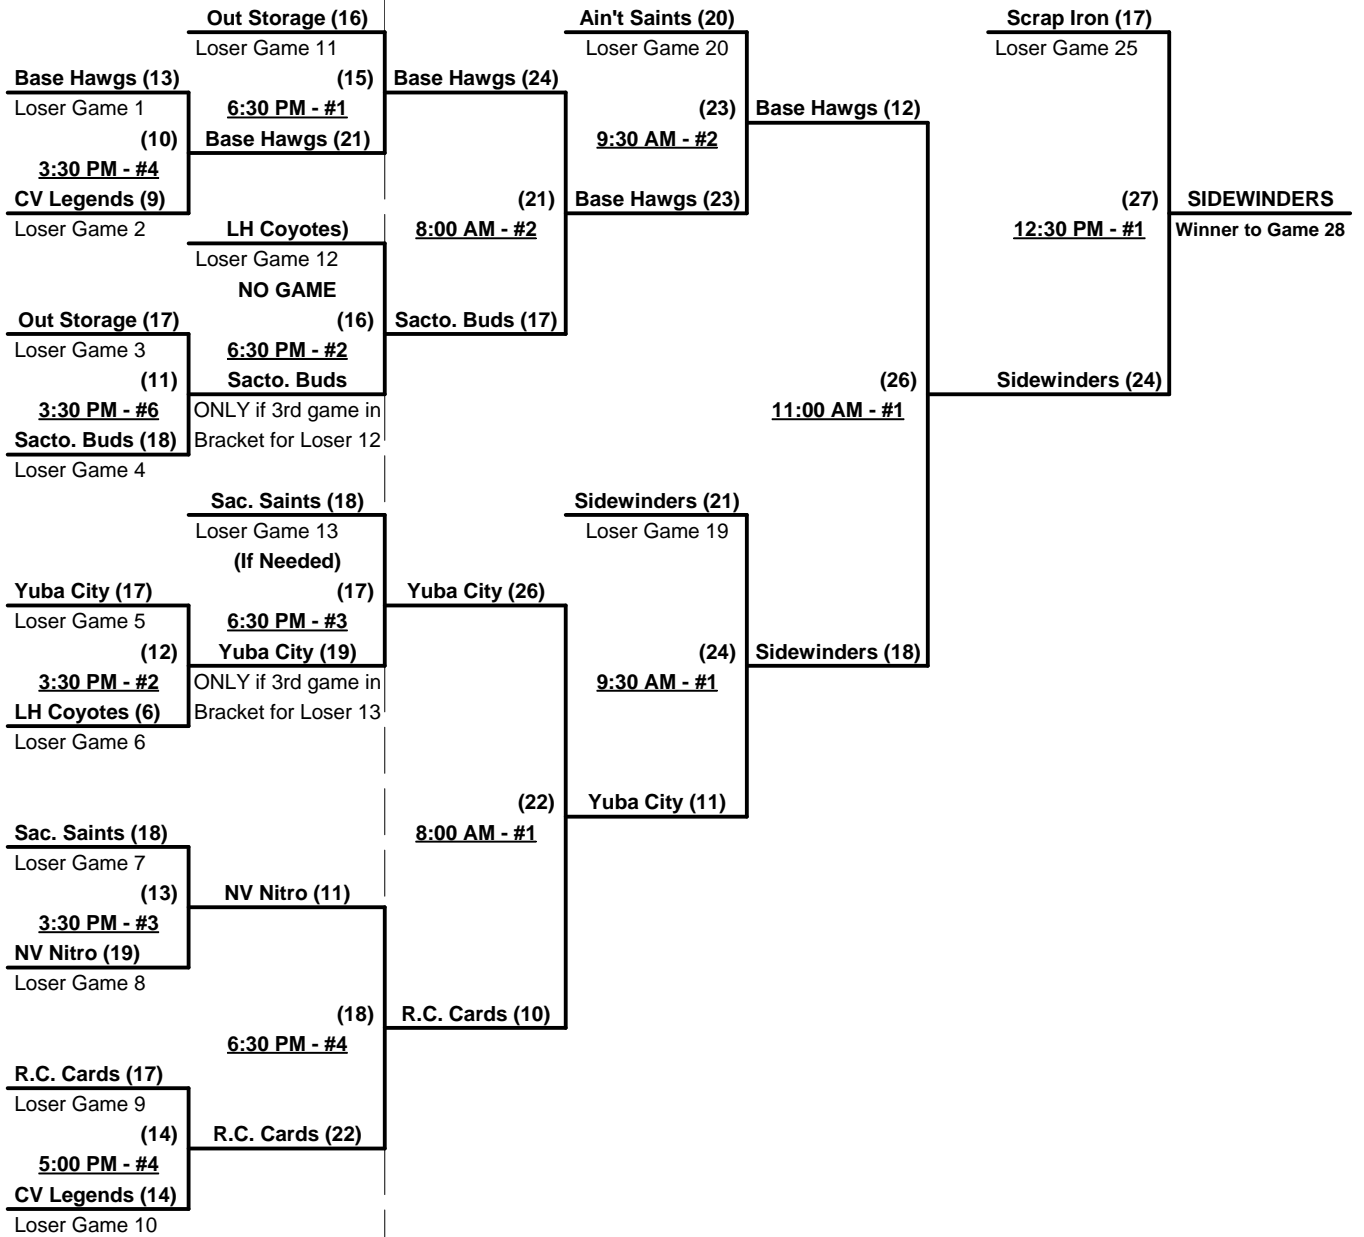 Out Storage (16)
Loser Game 11
Base Hawgs (13)
Loser Game 1
(10)
3:30 PM - #4
CV Legends (9)
Loser Game 2
(15)
6:30 PM - #1
Base Hawgs (21)
LH Coyotes)
Loser Game 12
NO GAME
(16)
6:30 PM - #2
Sacto. Buds
ONLY if 3rd game in
Bracket for Loser 12
Out Storage (17)
Loser Game 3
(11)
3:30 PM - #6
Sacto. Buds (18)
Loser Game 4
Sac. Saints (18)
Loser Game 13
(If Needed)
(17)
6:30 PM - #3
Yuba City (19)
ONLY if 3rd game in
Bracket for Loser 13
Yuba City (17)
Loser Game 5
(12)
3:30 PM - #2
LH Coyotes (6)
Loser Game 6
Sac. Saints (18)
Loser Game 7
(13)
3:30 PM - #3
NV Nitro (19)
Loser Game 8
NV Nitro (11)
(18)
6:30 PM - #4
R.C. Cards (17)
Loser Game 9
(14)
5:00 PM - #4
CV Legends (14)
Loser Game 10
R.C. Cards (22)
Base Hawgs (24)
(21)
8:00 AM - #2
Sacto. Buds (17)
Yuba City (26)
(22)
8:00 AM - #1
R.C. Cards (10)
Ain't Saints (20)
Loser Game 20
(23)
9:30 AM - #2
Base Hawgs (23)
Sidewinders (21)
Loser Game 19
(24)
9:30 AM - #1
Yuba City (11)
Base Hawgs (12)
(26)
11:00 AM - #1
Sidewinders (18)
Scrap Iron (17)
Loser Game 25
(27)
12:30 PM - #1
Sidewinders (24)
SIDEWINDERS
Winner to Game 28